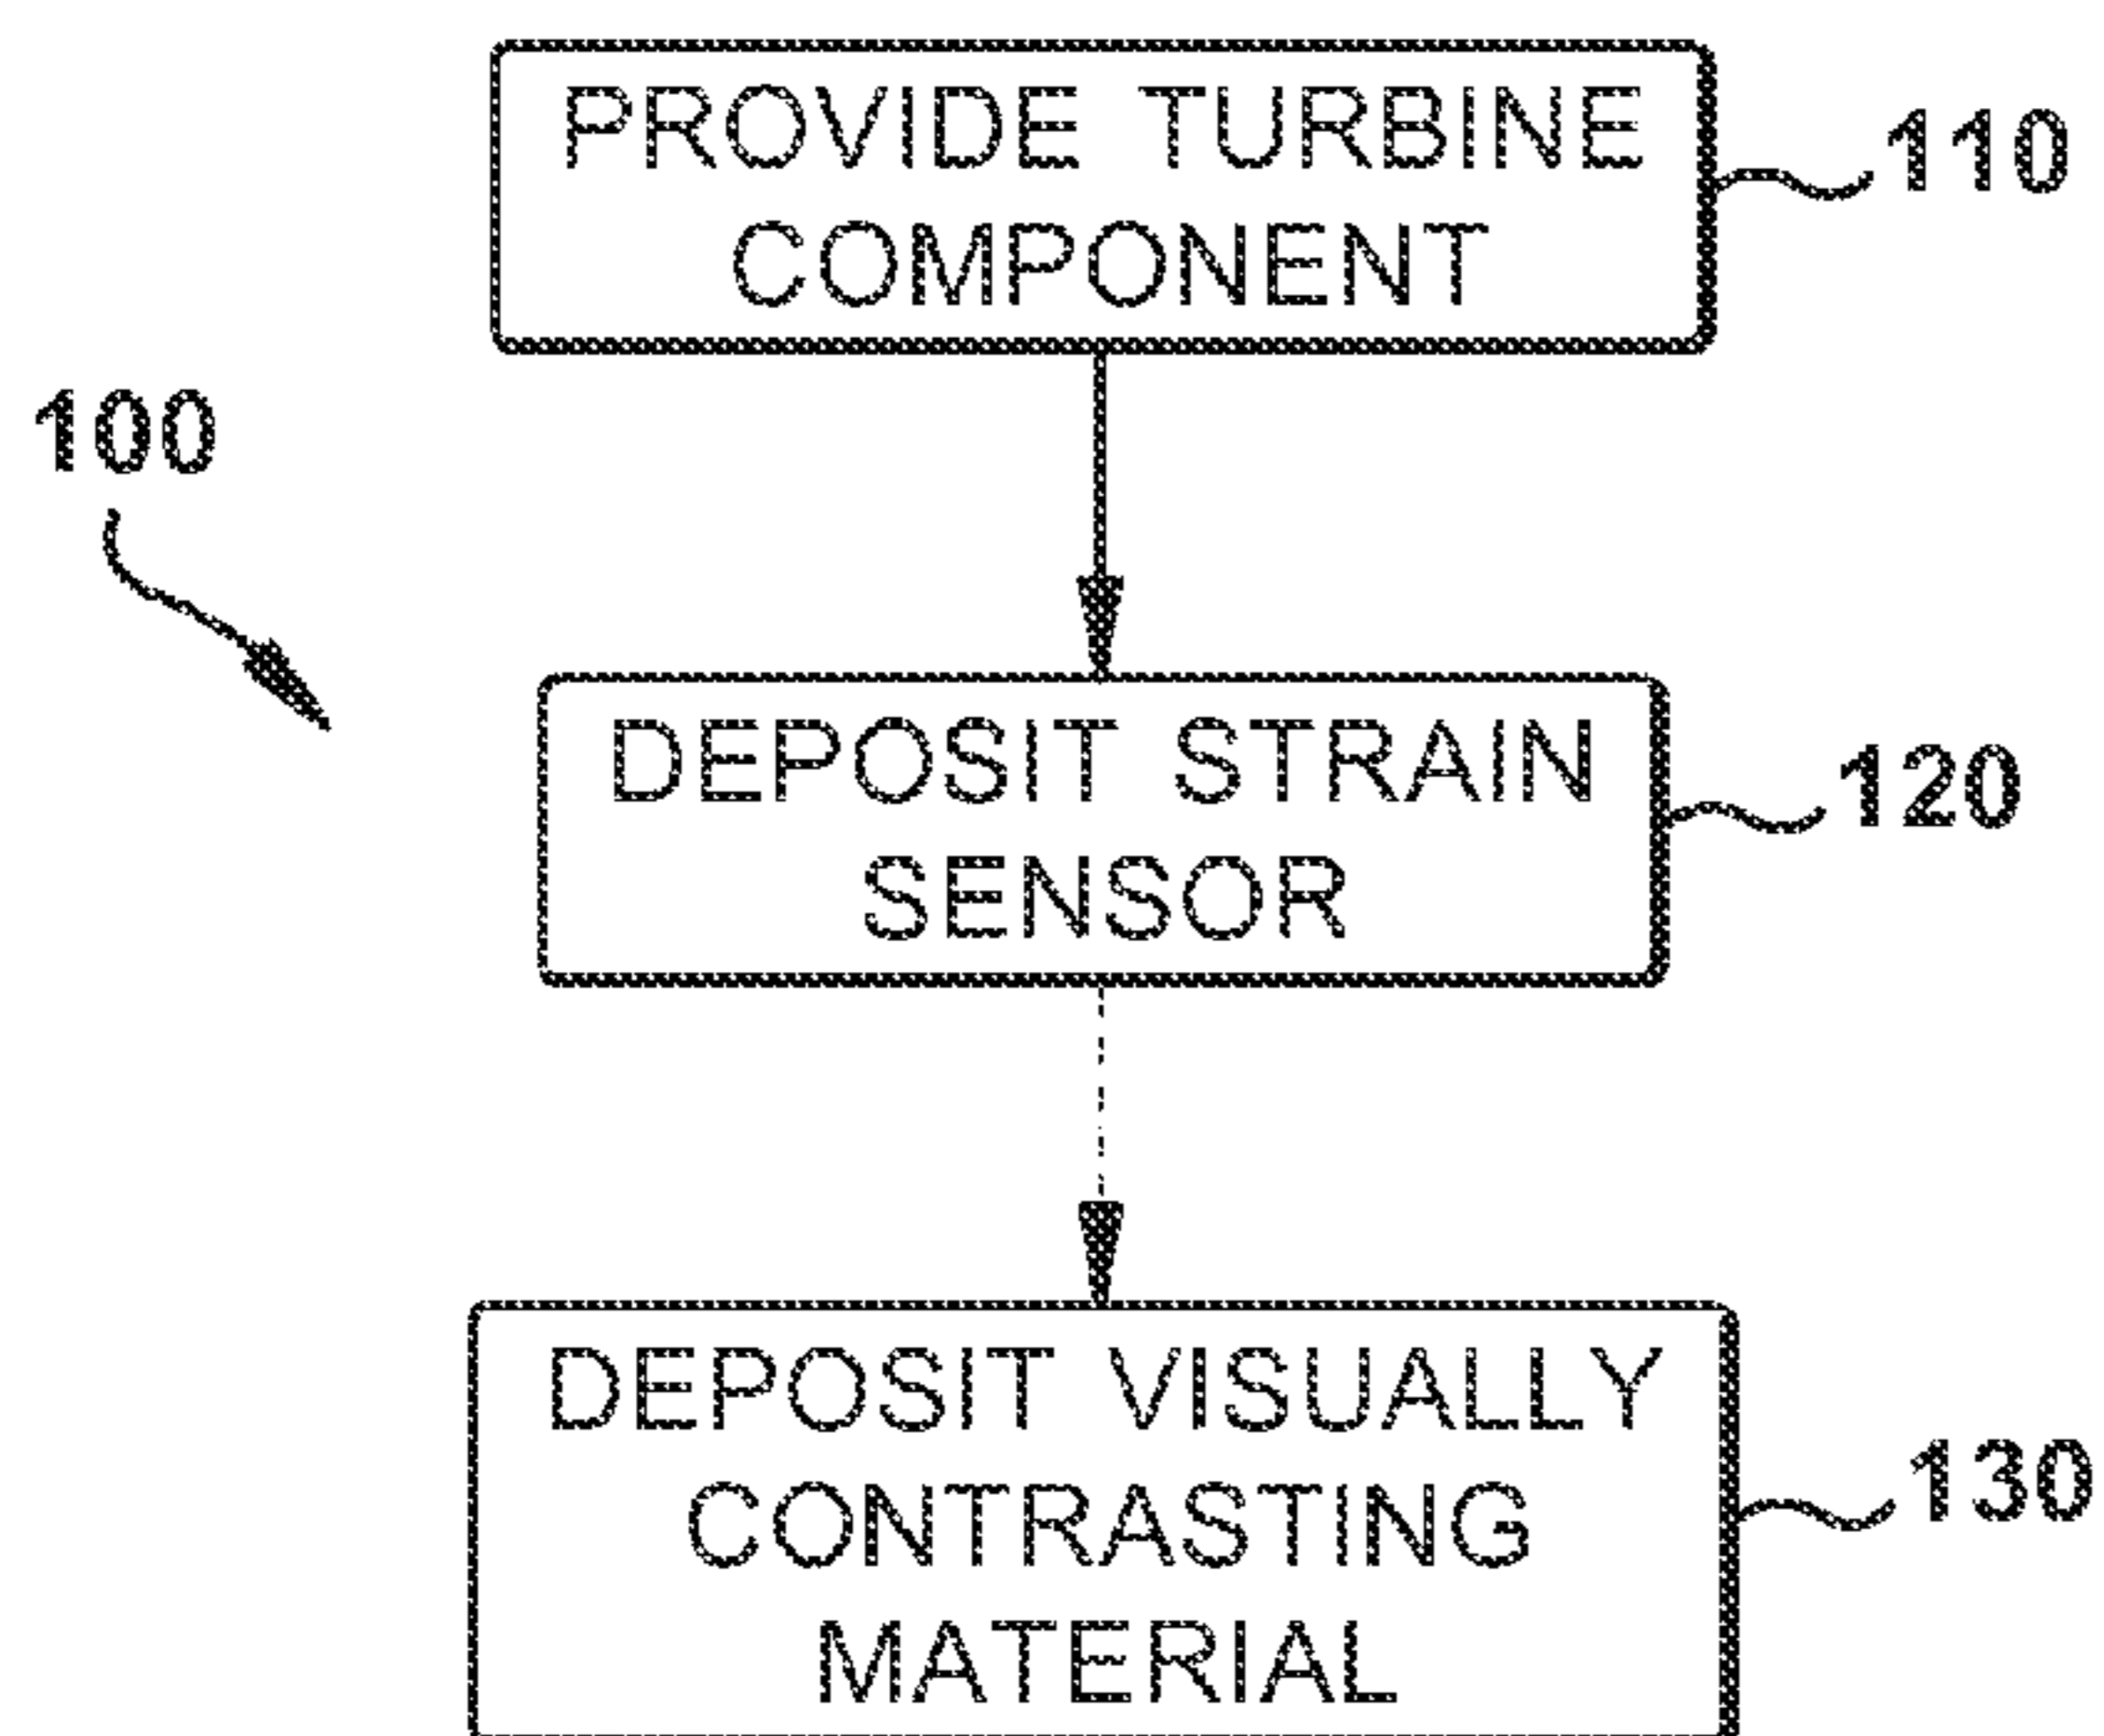 PROVIDE TURBINE
COMPONENT
110
100
DEPOSIT STRAIN
SENSOR
120
DEPOSIT VISUALLY
CONTRASTING
MATERIAL
130